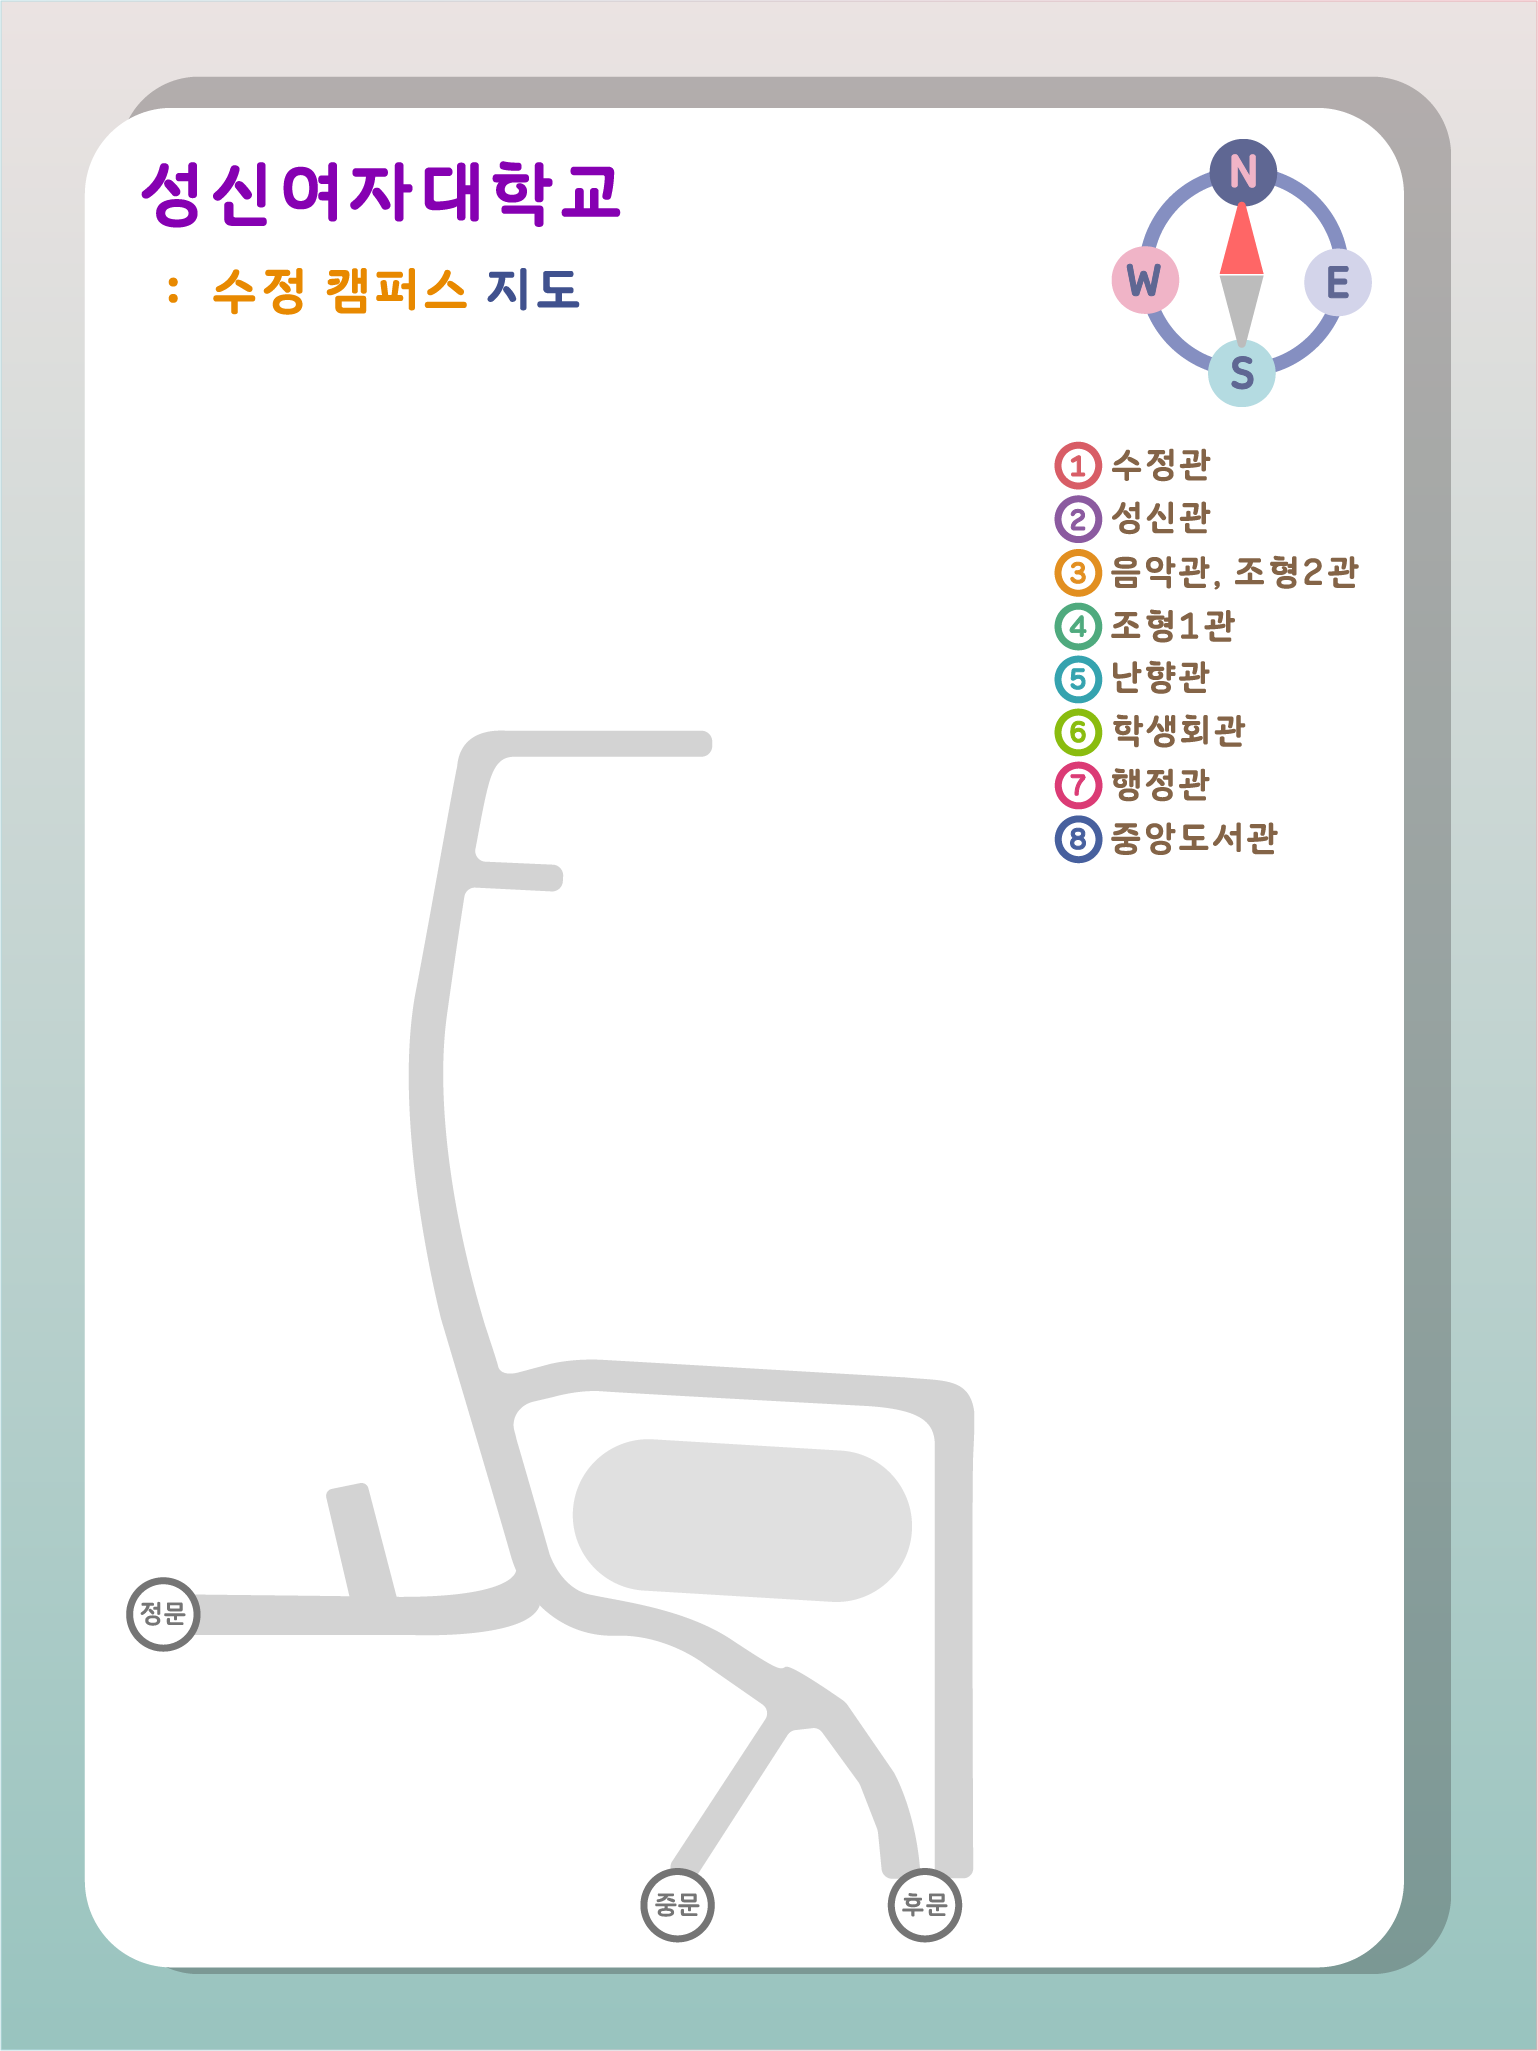 성신여자대학교
: 수정 캠퍼스 지도
N
W
E
S
1 수정관
2 성신관
3 음악관, 조형2관
4 조형1관
5 난향관
6 학생회관
7 행정관
8 중앙도서관
정문
중문
후문